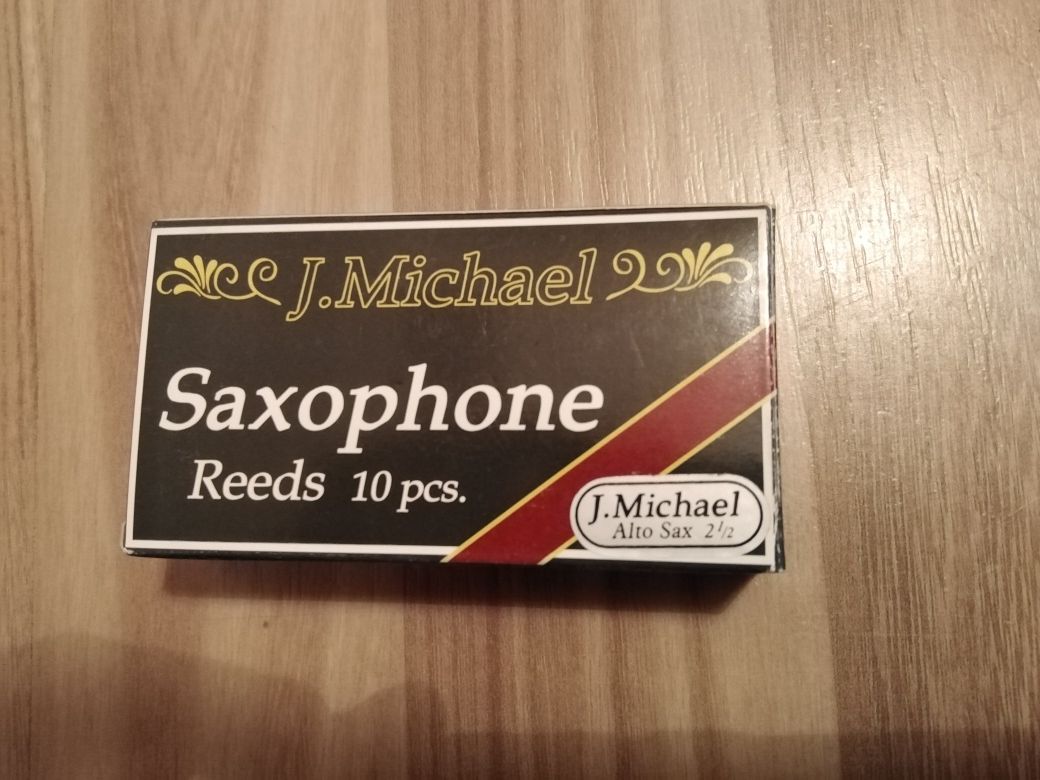 J.Michael
Saxophone
Reeds 10 pcs.
J.Michael
Alto Sax 2 1/2